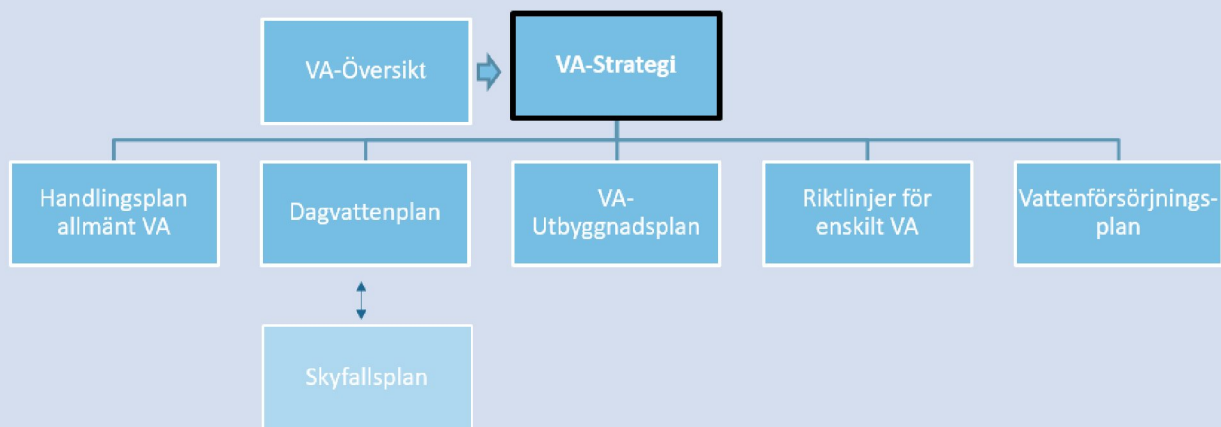 VA-Översikt
VA-Strategi
Handlingsplan
allmänt VA
Dagvattenplan
VA-
Utbyggnadsplan
Riktlinjer för
enskilt VA
Vattenförsörjnings-
plan
Skyfallsplan